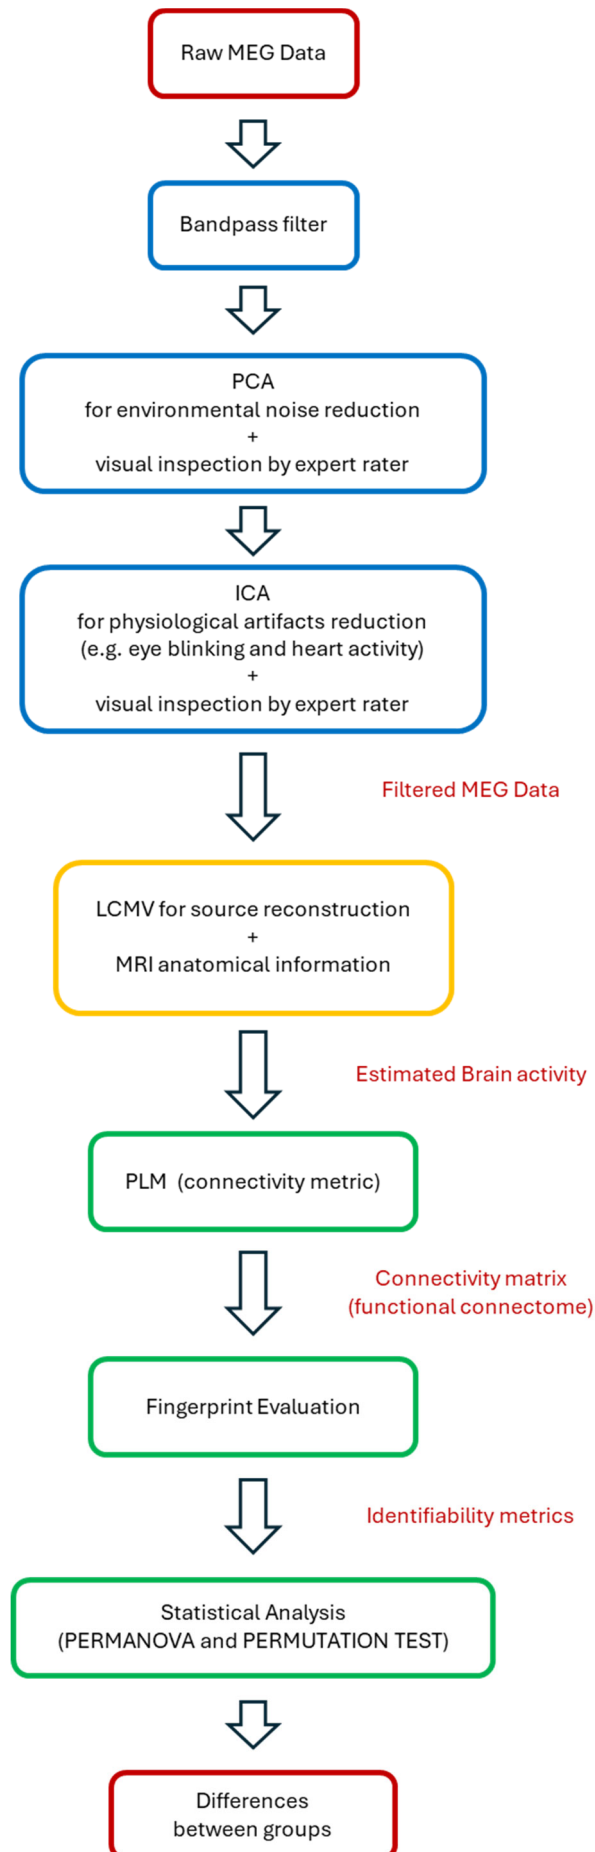 Raw MEG Data
Bandpass filter
PCA
for environmental noise reduction
+
visual inspection by expert rater
ICA
for physiological artifacts reduction
(e.g. eye blinking and heart activity)
+
visual inspection by expert rater
Filtered MEG Data
LCMV for source reconstruction
+
MRI anatomical information
Estimated Brain activity
PLM (connectivity metric)
Connectivity matrix
(functional connectome)
Fingerprint Evaluation
Identifiability metrics
Statistical Analysis
(PERMANOVA and PERMUTATION TEST)
Differences
between groups